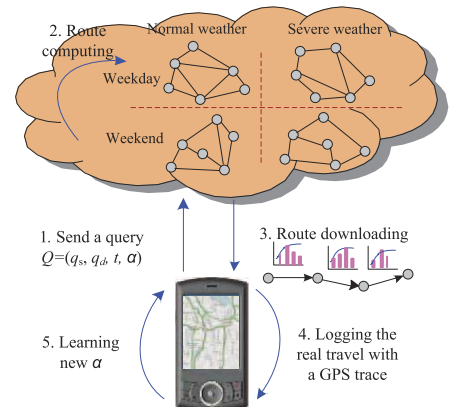 2. Route
computing
Normal weather
Severe weather
Weekday
Weekend
1. Send a query
Q=(qs, qd, t, α)
3. Route downloading
5. Learning
new α
4. Logging the
real travel with
a GPS trace